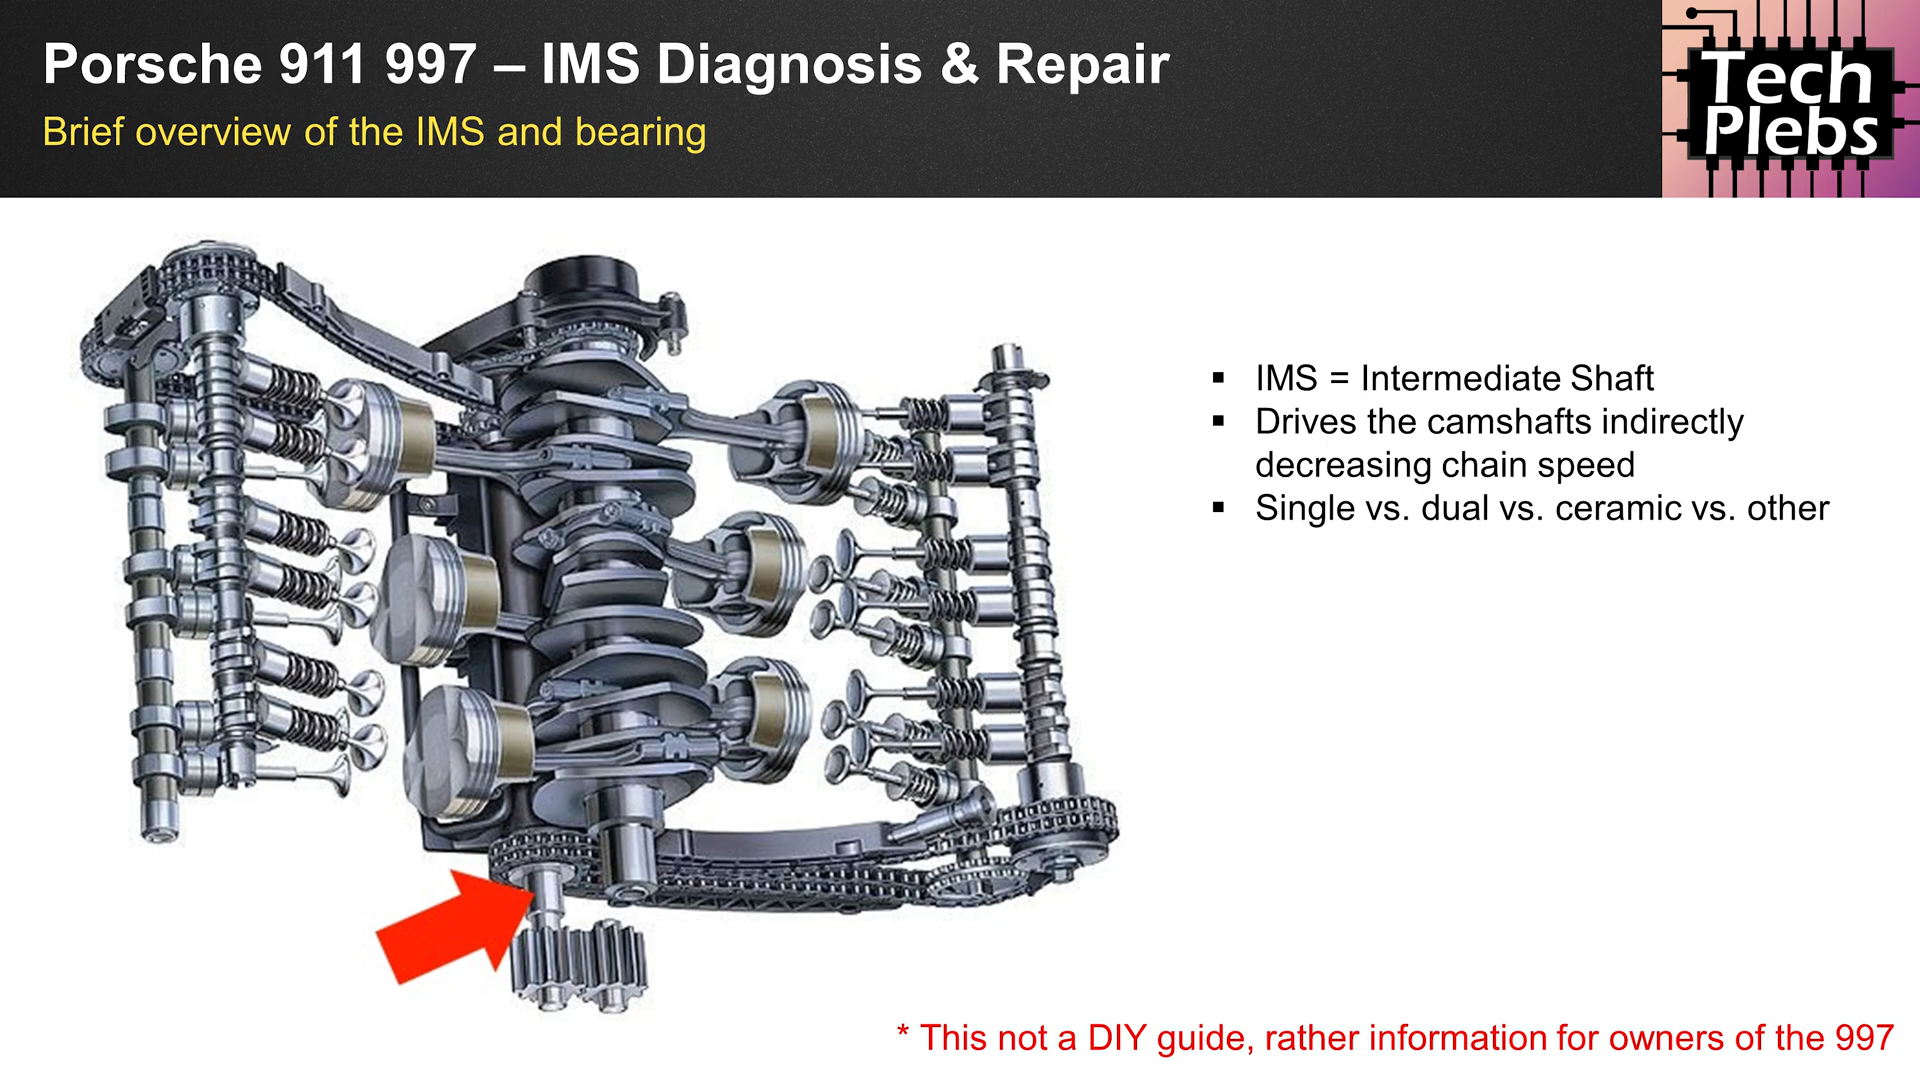 Porsche 911 997 – IMS Diagnosis & Repair
Brief overview of the IMS and bearing
Tech
Plebs
▪ IMS = Intermediate Shaft
▪ Drives the camshafts indirectly
decreasing chain speed
▪ Single vs. dual vs. ceramic vs. other
* This not a DIY guide, rather information for owners of the 997